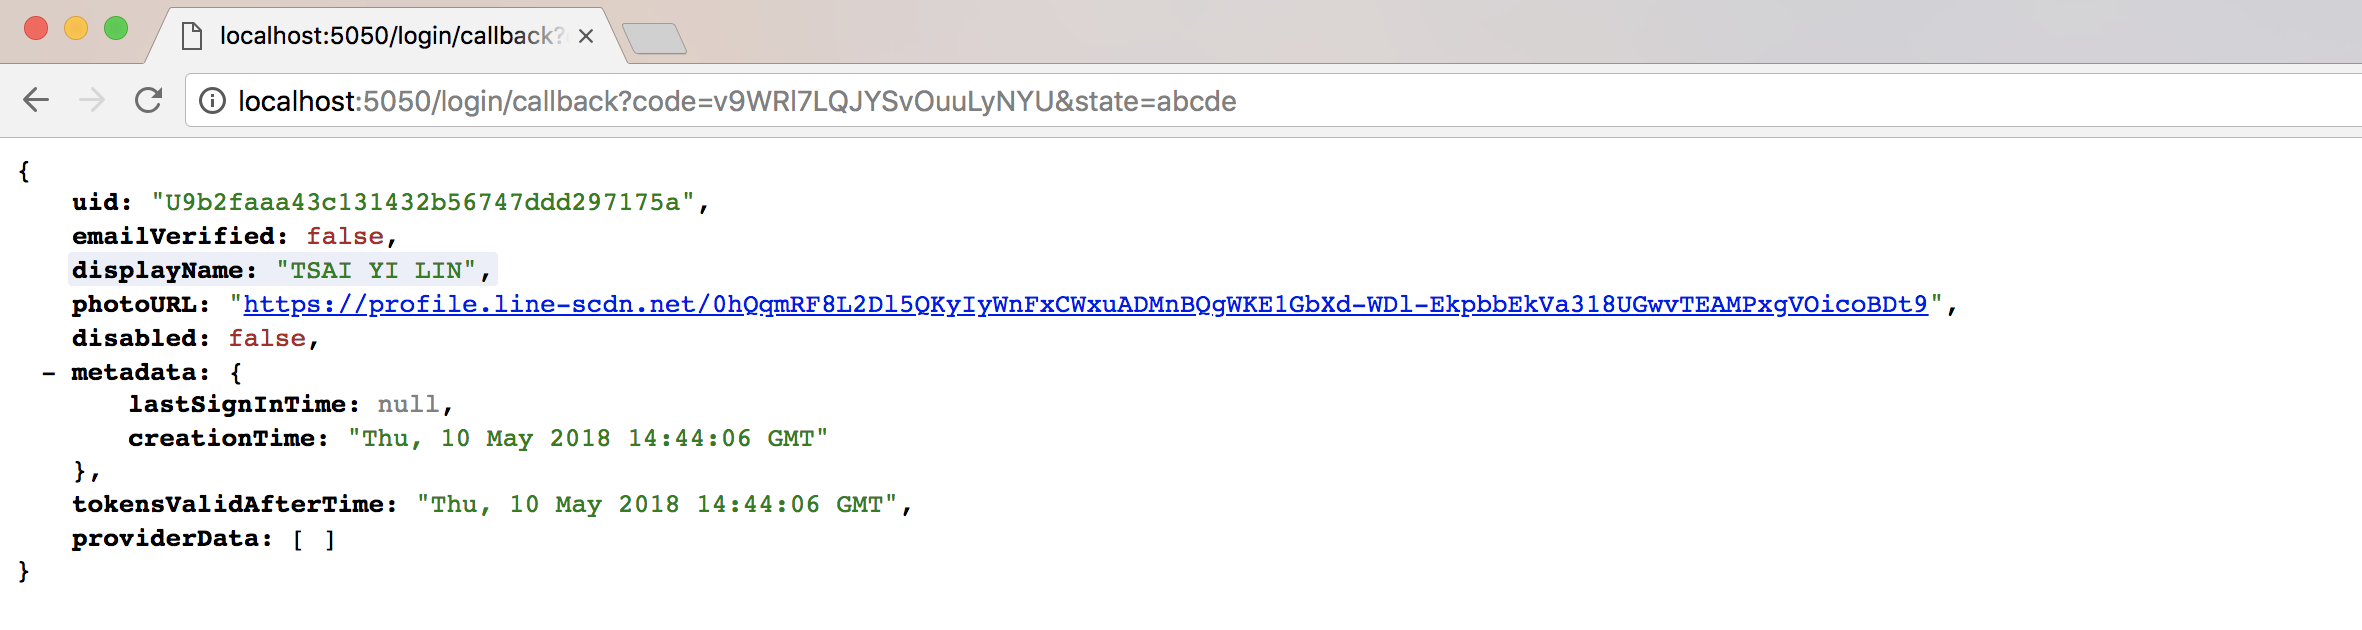 localhost:5050/login/callback?
localhost:5050/login/callback?code=v9WRl7LQJYSvOuuLyNYU&state=abcde
{
uid: "U9b2faaa43c131432b56747ddd297175a",
emailVerified: false,
displayName: "TSAI YI LIN",
photoURL: "https://profile.line-scdn.net/0hQqmRF8L2Dl5QKyIyWnFxCWxuADMnBQgWKE1GbXd-WDl-EkpbbEkVa318UGwvTEAMPxgVOicoBDt9",
disabled: false,
- metadata: {
lastSignInTime: null,
creationTime: "Thu, 10 May 2018 14:44:06 GMT"
},
tokensValidAfterTime: "Thu, 10 May 2018 14:44:06 GMT",
providerData: [ ]
}